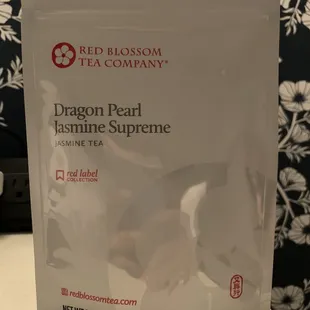 RED BLOSSOM
TEA COMPANY®
Dragon Pearl
Jasmine Supreme
JASMINE TEA
red label
COLLECTION
redblossomtea.com